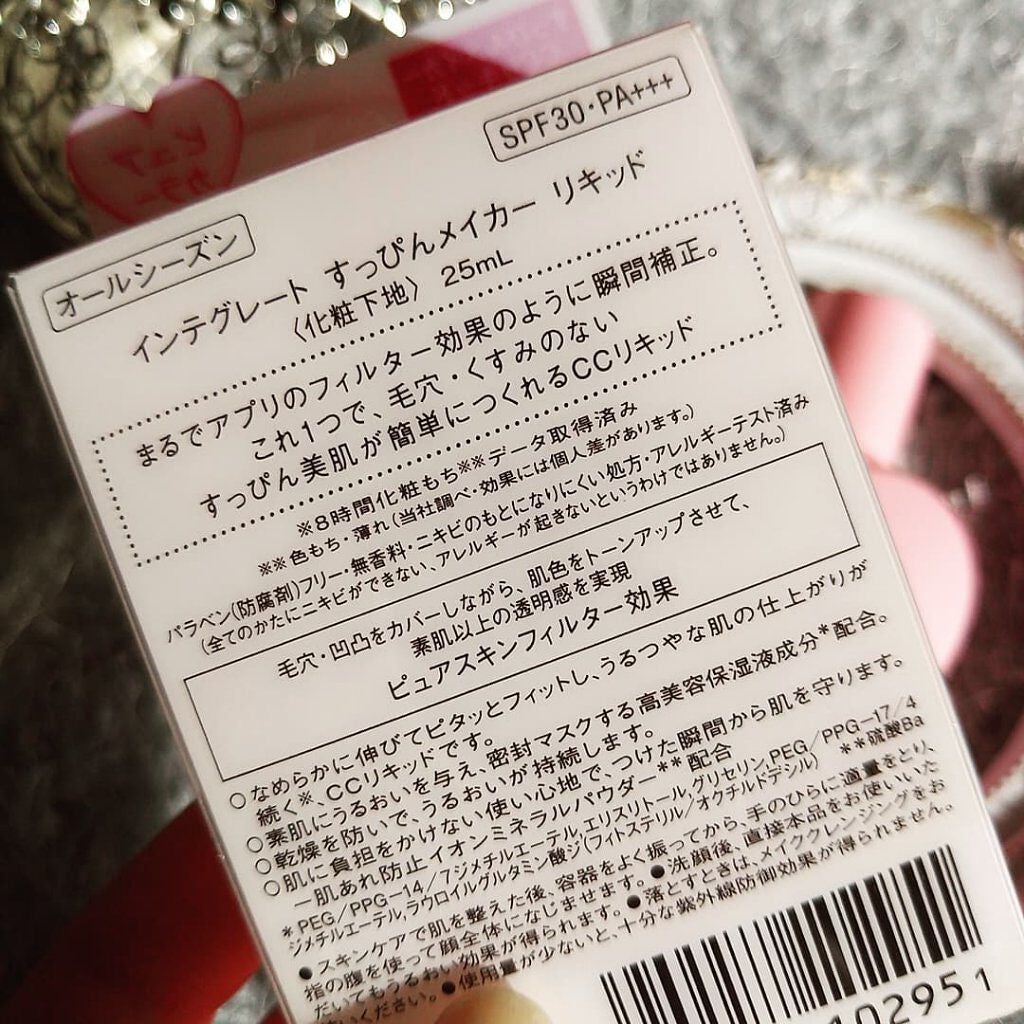 SPF30・PA+++
オールシーズン
インテグレート すっぴんメイカー リキッド
〈化粧下地〉 25mL
まるでアプリのフィルター効果のように瞬間補正。
これ1つで、毛穴・くすみのない
すっぴん美肌が簡単につくれるCCリキッド
※8時間化粧もち※※データ取得済み
※※色もち・薄れ(当社調べ・効果には個人差があります。)
パラベン(防腐剤)フリー・無香料・ニキビのもとになりにくい処方・アレルギーテスト済み
(全てのかたにニキビができない、アレルギーが起きないというわけではありません。)
毛穴・凹凸をカバーしながら、肌色をトーンアップさせて、
素肌以上の透明感を実現
ピュアスキンフィルター効果
○なめらかに伸びてピタッとフィットし、うるつやな肌の仕上がりが
続く※、CCリキッドです。
○素肌にうるおいを与え、密封マスクする高美容保湿液成分*配合。
○乾燥を防いで、うるおいが持続します。
○肌に負担をかけない使い心地で、つけた瞬間から肌を守ります。
ー肌あれ防止イオンミネラルパウダー**配合
*PEG/PPG-14/7ジメチルエーテル,エリスリトール,グリセリン,PEG/PPG-17/4
ジメチルエーテル,ラウロイルグルタミン酸ジ(フィトステリル/オクチルドデシル) **硫酸Ba
●スキンケアで肌を整えた後、容器をよく振ってから、手のひらに適量をとり、
指の腹を使って顔全体になじませます。●洗顔後、直接本品をお使いいた
だいてもうるおい効果が得られます。●落とすときは、メイククレンジングをお
使いください。●使用量が少ないと、十分な紫外線防御効果が得られません。
102951